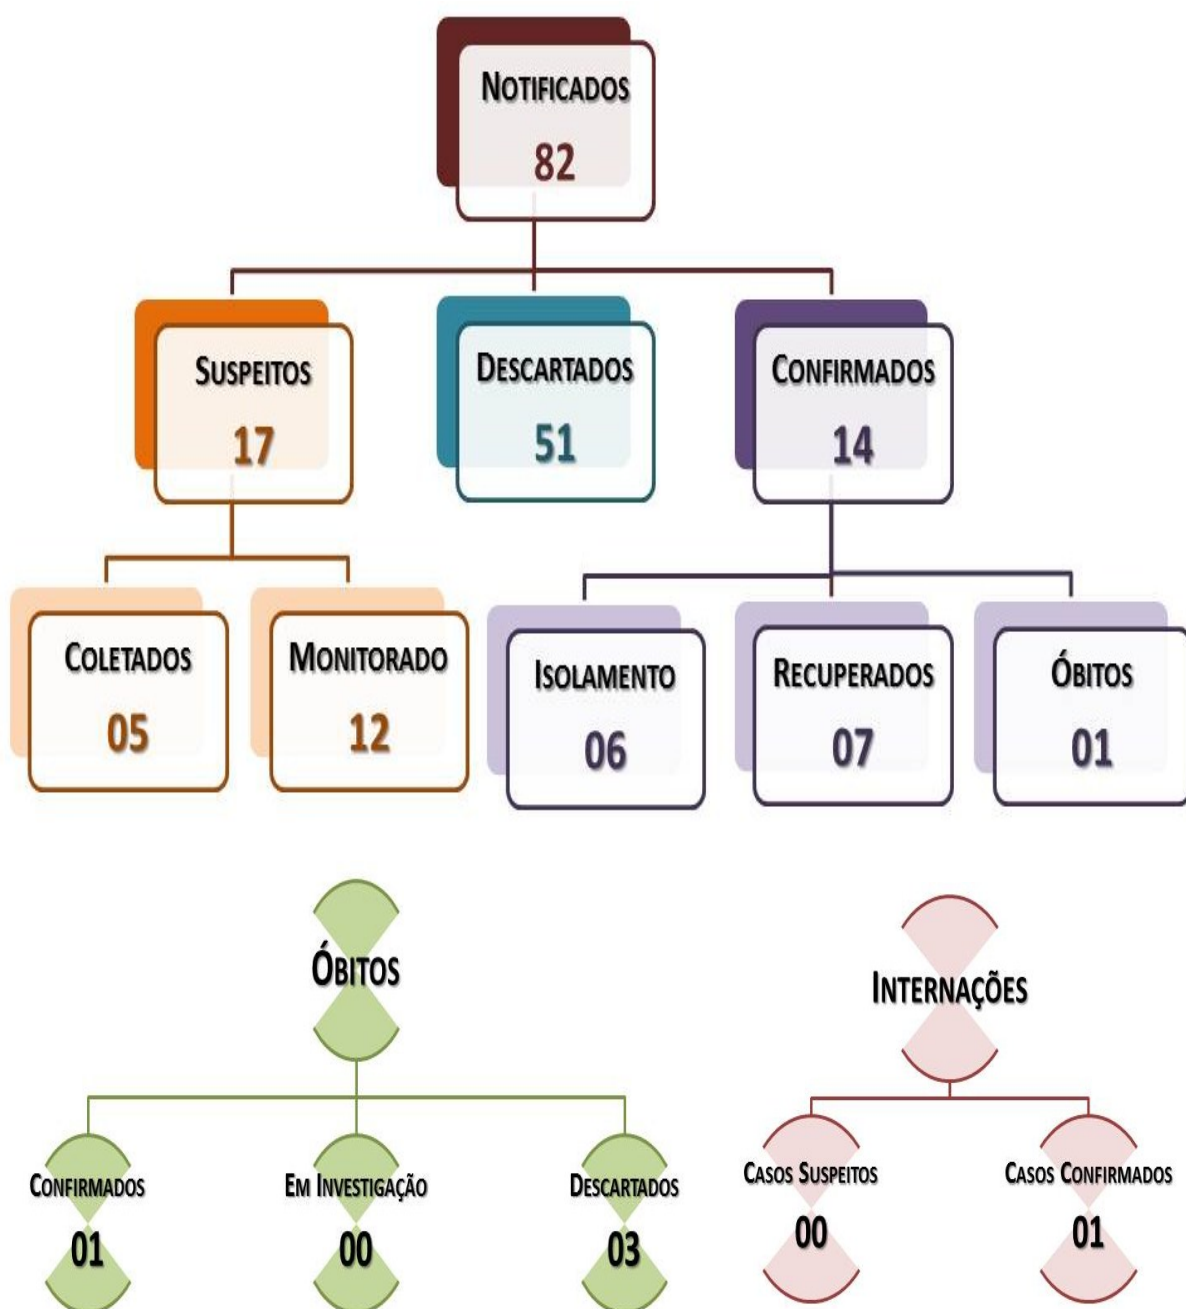 NOTIFICADOS
82
SUSPEITOS
17
DESCARTADOS
51
CONFIRMADOS
14
COLETADOS
05
MONITORADO
12
ISOLAMENTO
06
RECUPERADOS
07
ÓBITOS
01
ÓBITOS
CONFIRMADOS
01
EM INVESTIGAÇÃO
00
DESCARTADOS
03
INTERNAÇÕES
CASOS SUSPEITOS
00
CASOS CONFIRMADOS
01